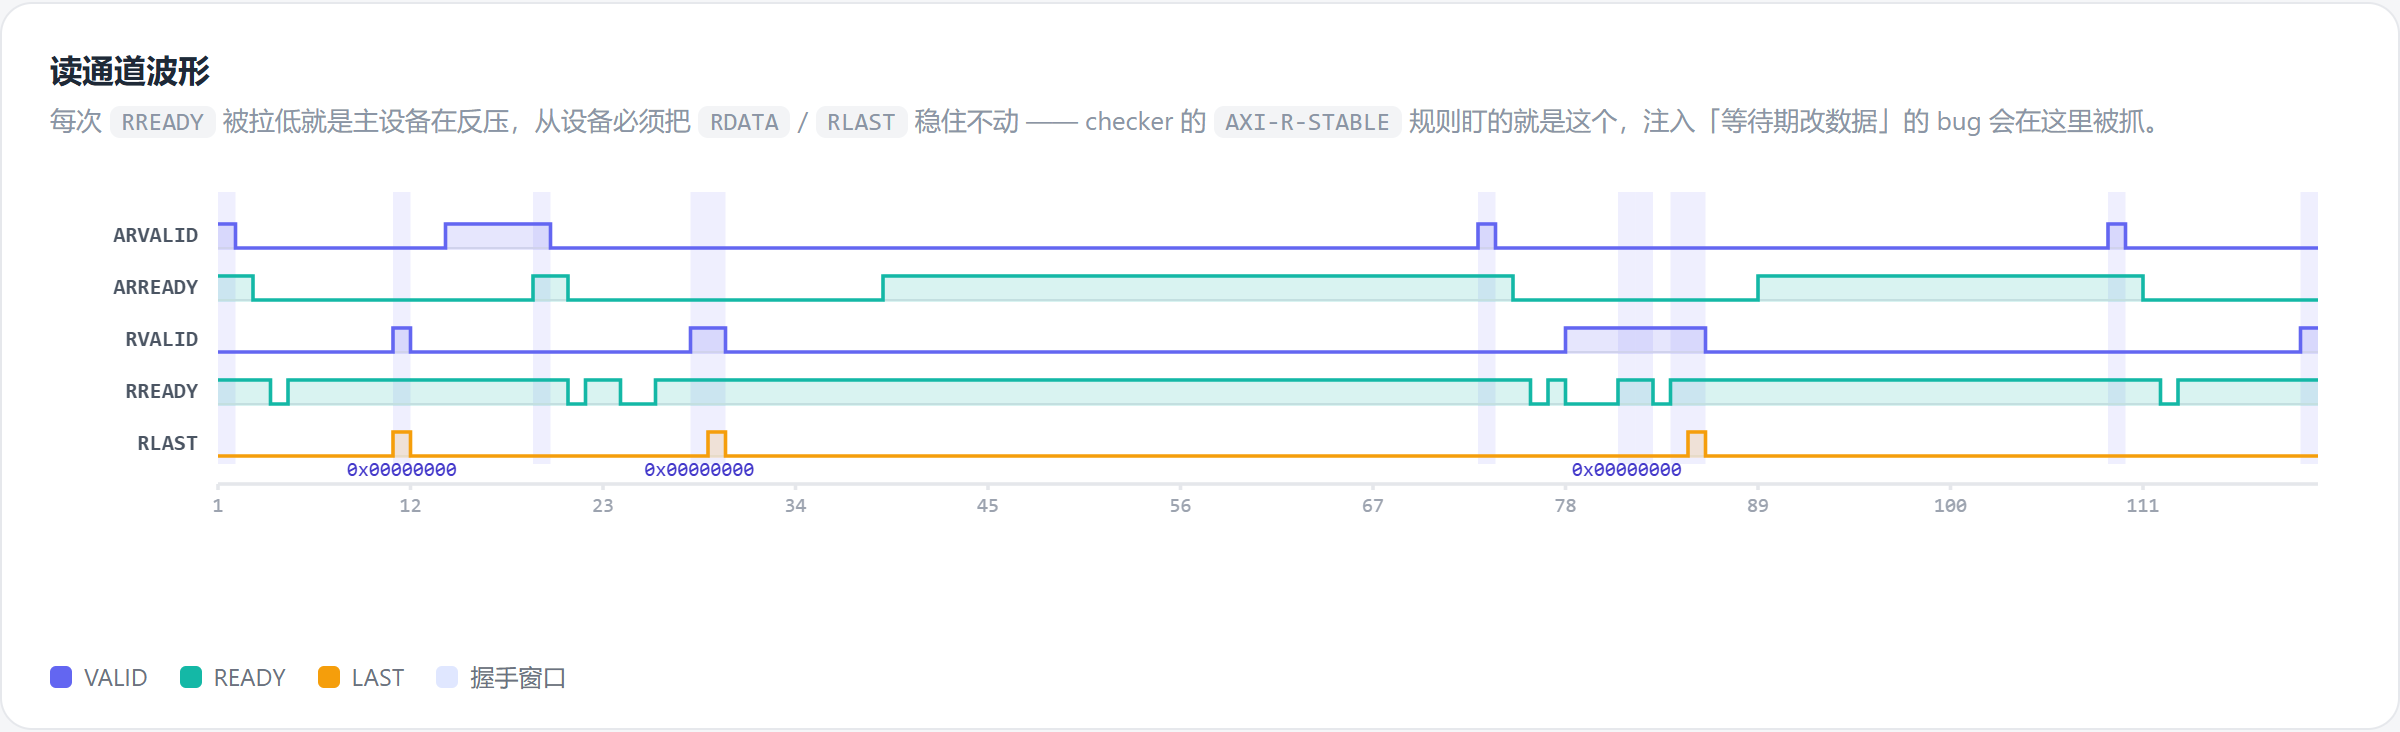 读通道波形
每次 RREADY 被拉低就是主设备在反压，从设备必须把 RDATA / RLAST 稳住不动 —— checker 的 AXI-R-STABLE 规则盯的就是这个，注入「等待期改数据」的 bug 会在这里被抓。
ARVALID
ARREADY
RVALID
RREADY
RLAST
0x00000000 0x00000000 0x00000000
1 12 23 34 45 56 67 78 89 100 111
VALID READY LAST 握手窗口